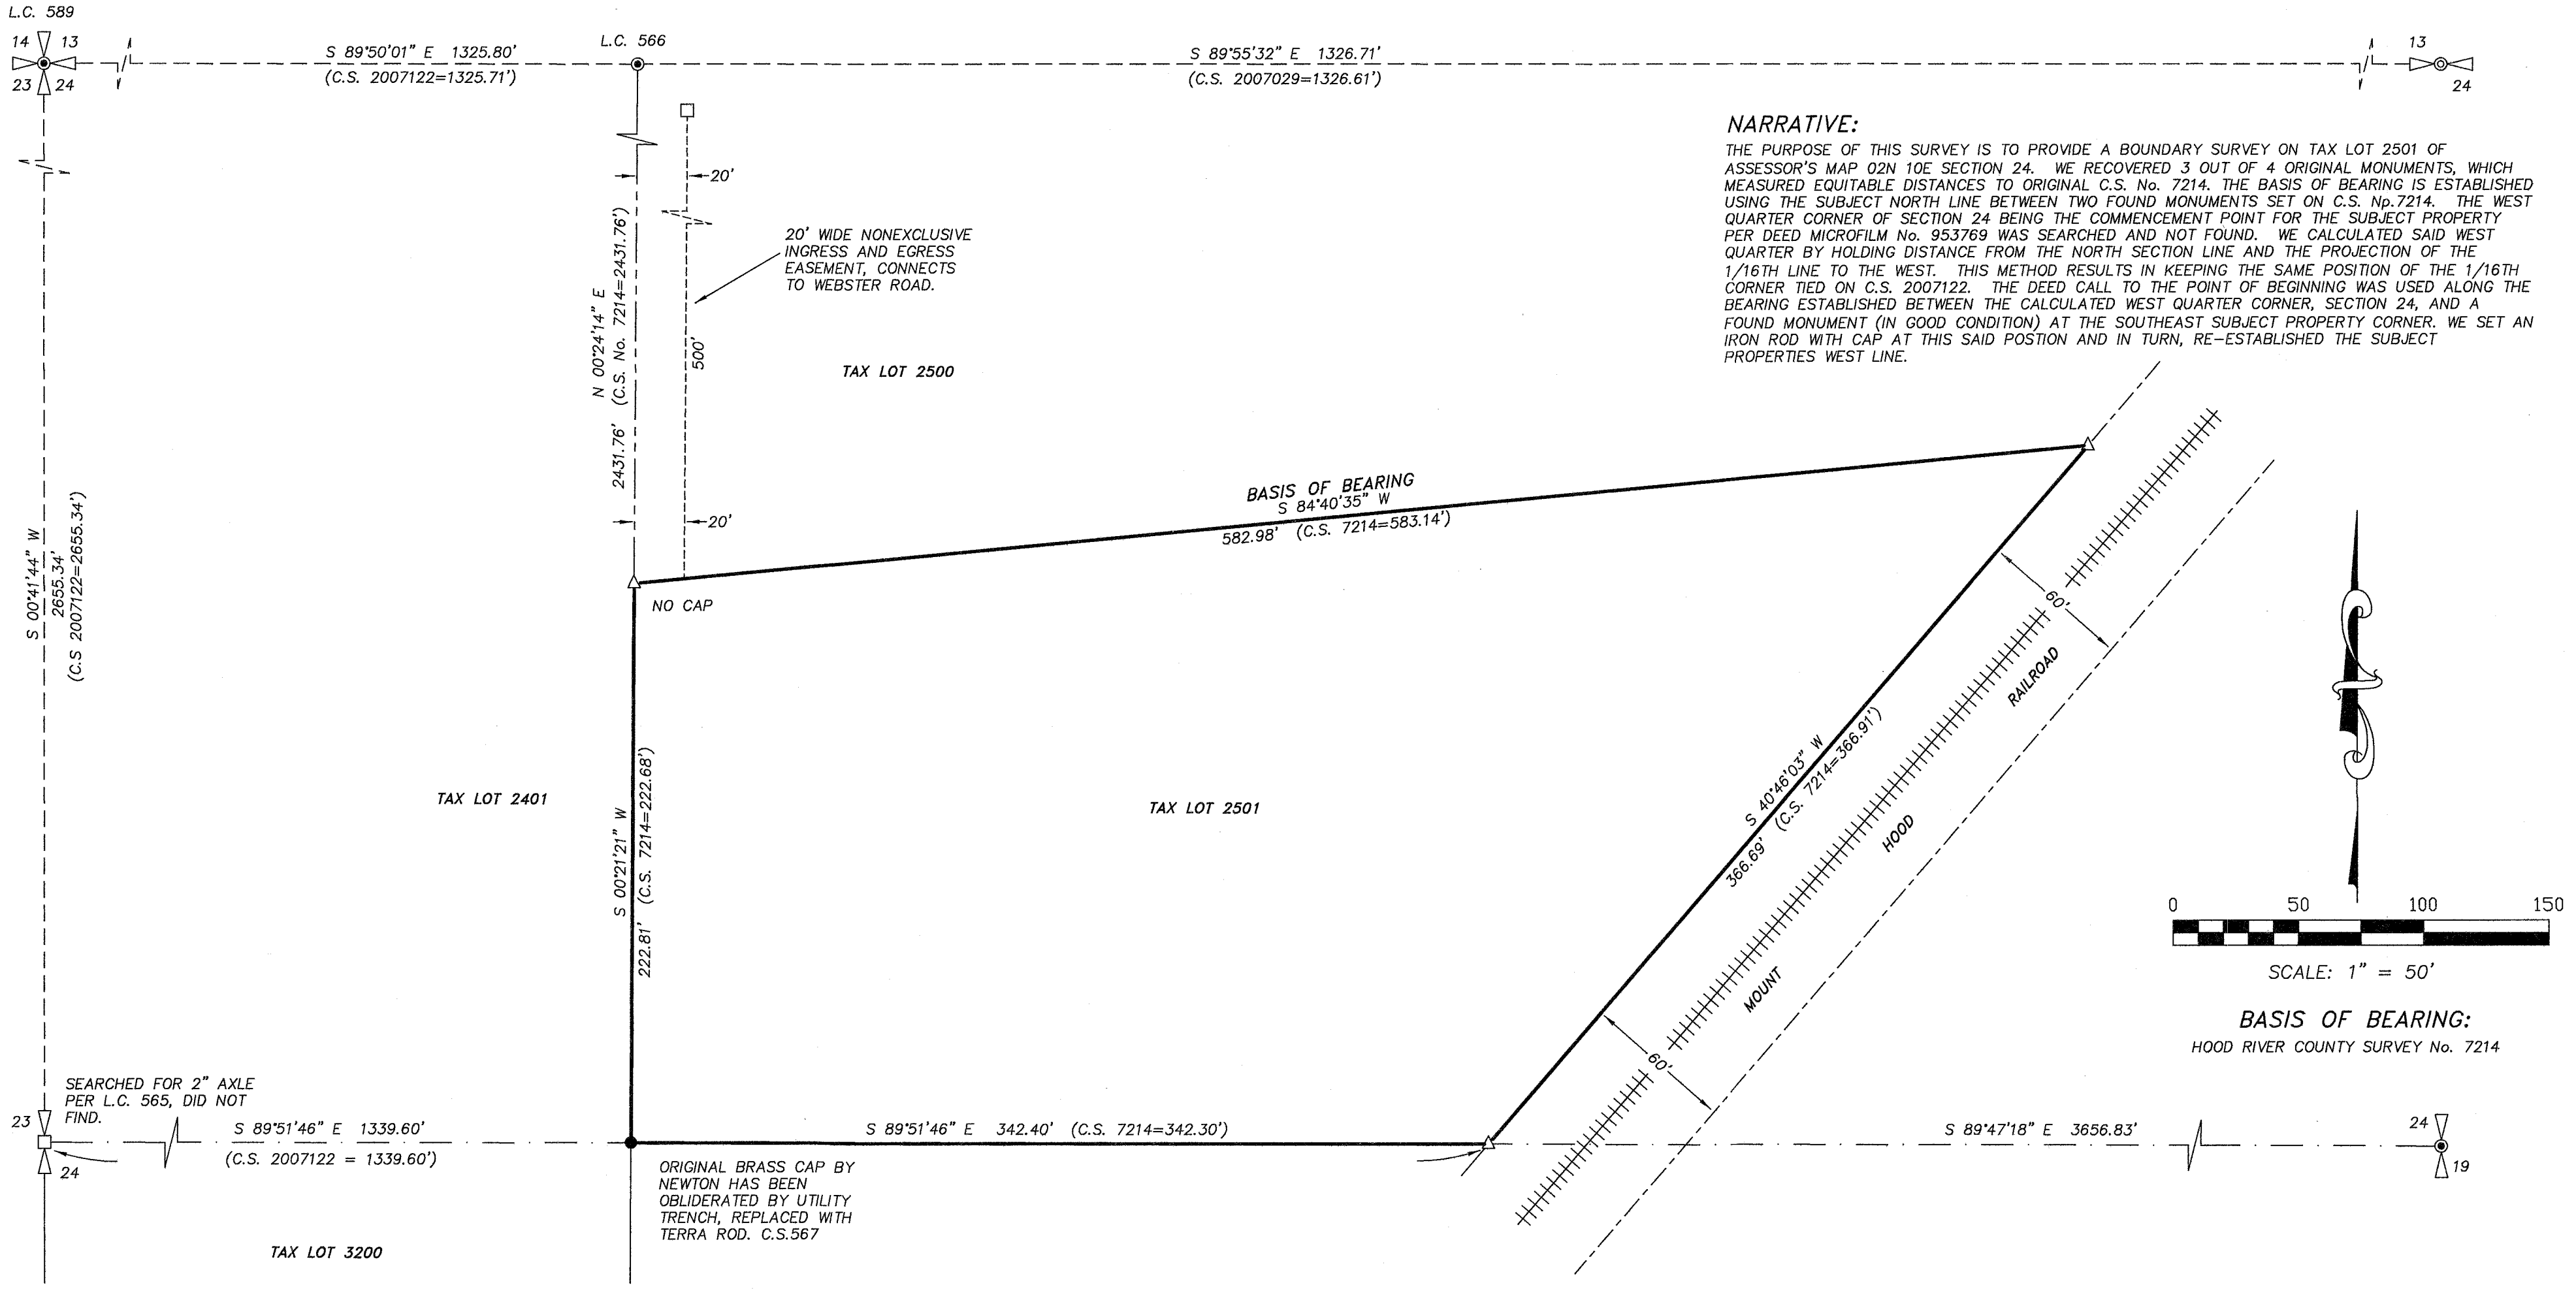 L.C. 589
14 13
23 24
S 89°50'01" E 1325.80'
(C.S. 2007122=1325.71')
L.C. 566
S 89°55'32" E 1326.71'
(C.S. 2007029=1326.61')
13
24
NARRATIVE:
THE PURPOSE OF THIS SURVEY IS TO PROVIDE A BOUNDARY SURVEY ON TAX LOT 2501 OF
ASSESSOR'S MAP 02N 10E SECTION 24. WE RECOVERED 3 OUT OF 4 ORIGINAL MONUMENTS, WHICH
MEASURED EQUITABLE DISTANCES TO ORIGINAL C.S. No. 7214. THE BASIS OF BEARING IS ESTABLISHED
USING THE SUBJECT NORTH LINE BETWEEN TWO FOUND MONUMENTS SET ON C.S. Np.7214. THE WEST
QUARTER CORNER OF SECTION 24 BEING THE COMMENCEMENT POINT FOR THE SUBJECT PROPERTY
PER DEED MICROFILM No. 953769 WAS SEARCHED AND NOT FOUND. WE CALCULATED SAID WEST
QUARTER BY HOLDING DISTANCE FROM THE NORTH SECTION LINE AND THE PROJECTION OF THE
1/16TH LINE TO THE WEST. THIS METHOD RESULTS IN KEEPING THE SAME POSITION OF THE 1/16TH
CORNER TIED ON C.S. 2007122. THE DEED CALL TO THE POINT OF BEGINNING WAS USED ALONG THE
BEARING ESTABLISHED BETWEEN THE CALCULATED WEST QUARTER CORNER, SECTION 24, AND A
FOUND MONUMENT (IN GOOD CONDITION) AT THE SOUTHEAST SUBJECT PROPERTY CORNER. WE SET AN
IRON ROD WITH CAP AT THIS SAID POSTION AND IN TURN, RE-ESTABLISHED THE SUBJECT
PROPERTIES WEST LINE.
20'
20' WIDE NONEXCLUSIVE
INGRESS AND EGRESS
EASEMENT, CONNECTS
TO WEBSTER ROAD.
N 00°24'14" E
2431.76' (C.S. No. 7214=2431.76')
500'
TAX LOT 2500
20'
BASIS OF BEARING
S 84°40'35" W
582.98' (C.S. 7214=583.14')
NO CAP
S 00°41'44" W
2655.34'
(C.S 2007122=2655.34')
60'
RAILROAD
HOOD
MOUNT
60'
S 40°46'03" W
366.69' (C.S. 7214=366.91')
TAX LOT 2401
S 00°21'21" W
222.81' (C.S. 7214=222.68')
TAX LOT 2501
0 50 100 150
SCALE: 1" = 50'
BASIS OF BEARING:
HOOD RIVER COUNTY SURVEY No. 7214
SEARCHED FOR 2" AXLE
PER L.C. 565, DID NOT
FIND.
23
24
S 89°51'46" E 1339.60'
(C.S. 2007122 = 1339.60')
S 89°51'46" E 342.40' (C.S. 7214=342.30')
S 89°47'18" E 3656.83'
24
19
ORIGINAL BRASS CAP BY
NEWTON HAS BEEN
OBLIDERATED BY UTILITY
TRENCH, REPLACED WITH
TERRA ROD. C.S.567
TAX LOT 3200